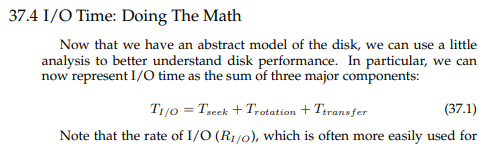 37.4 I/O Time: Doing The Math
Now that we have an abstract model of the disk, we can use a little
analysis to better understand disk performance. In particular, we can
now represent I/O time as the sum of three major components:
T_{I/O} = T_{seek} + T_{rotation} + T_{transfer} (37.1)
Note that the rate of I/O (R_{I/O}), which is often more easily used for